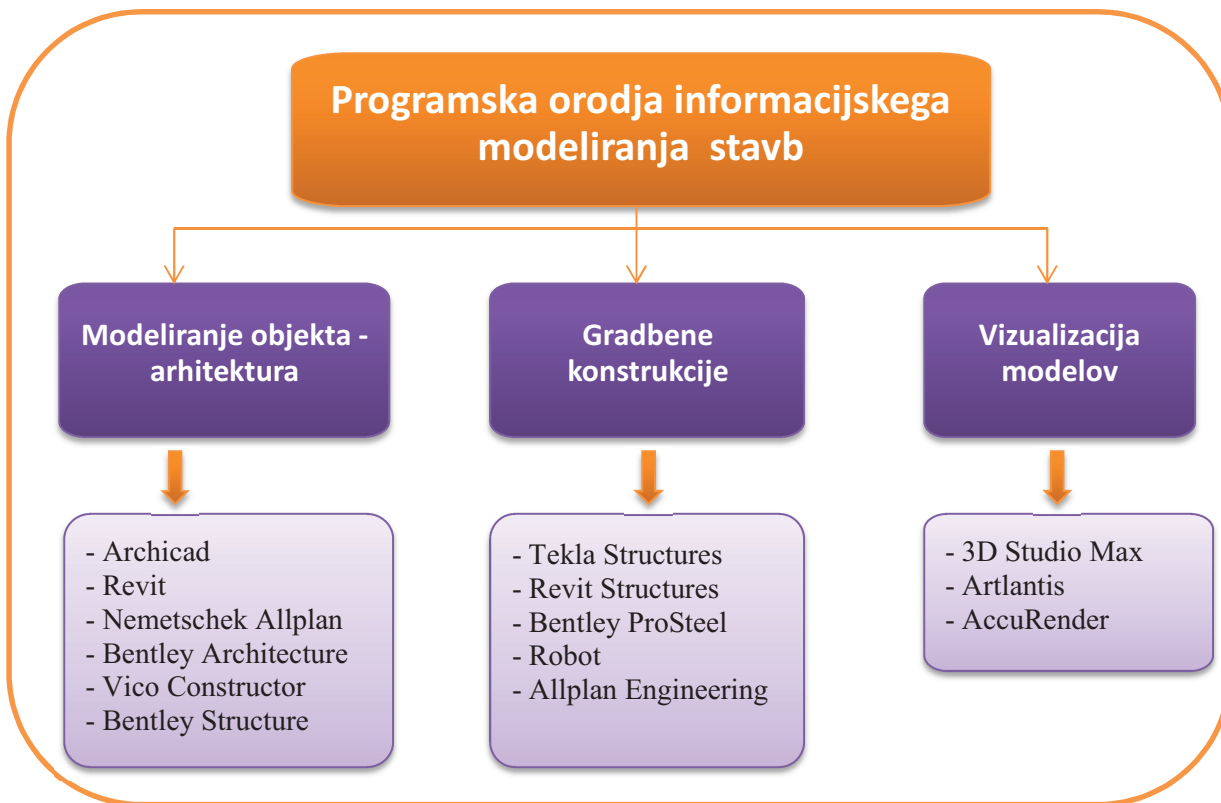 Programska orodja informacijskega
modeliranja stavb
Modeliranje objekta -
arhitektura
Gradbene
konstrukcije
Vizualizacija
modelov
- Archicad
- Revit
- Nemetschek Allplan
- Bentley Architecture
- Vico Constructor
- Bentley Structure
- Tekla Structures
- Revit Structures
- Bentley ProSteel
- Robot
- Allplan Engineering
- 3D Studio Max
- Artlantis
- AccuRender